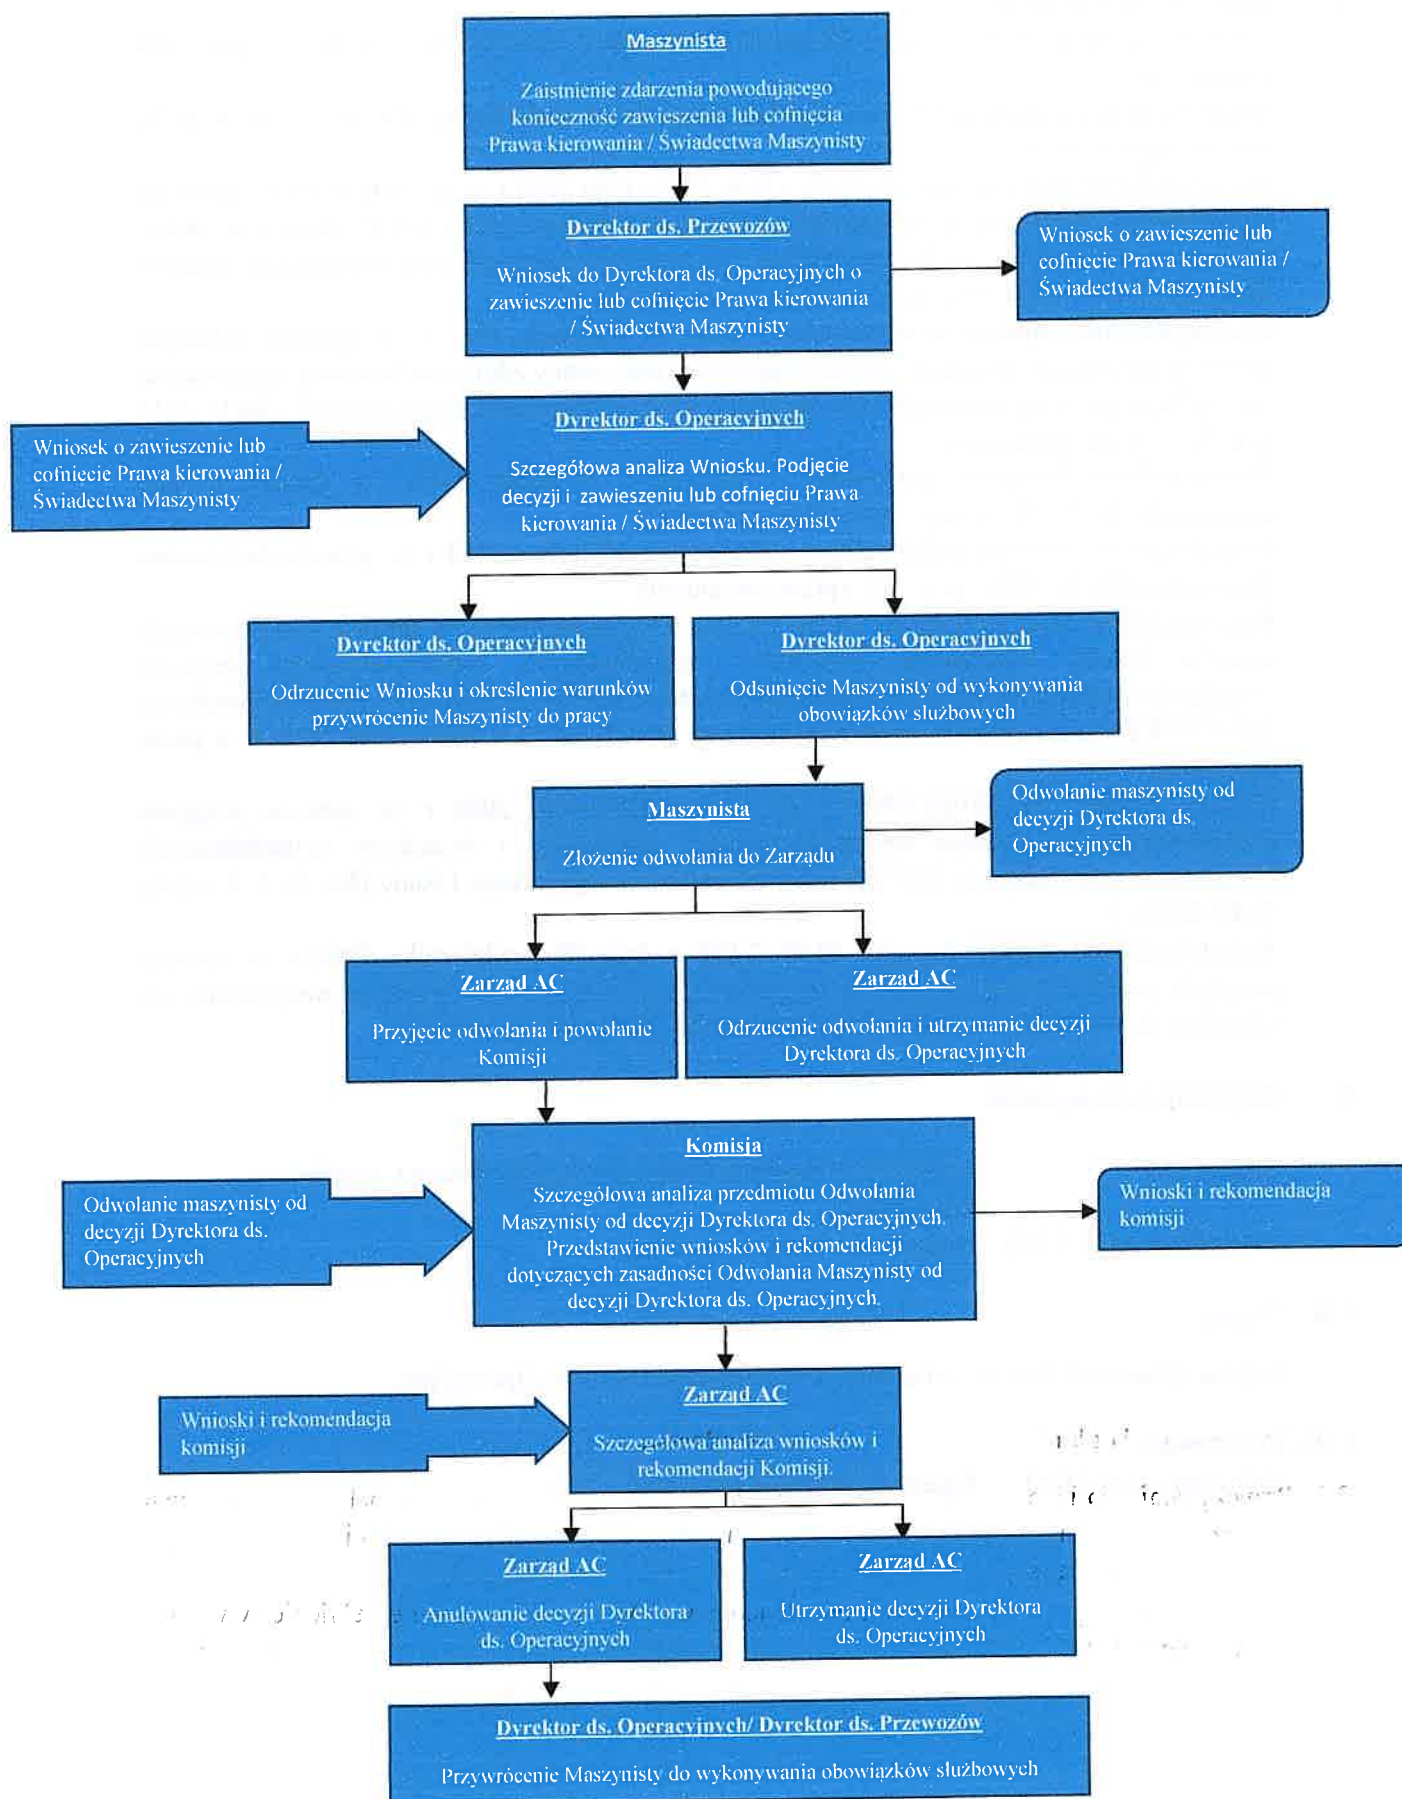 Maszynista
Zaistnienie zdarzenia powodującego
konieczność zawieszenia lub cofnięcia
Prawa kierowania / Świadectwa Maszynisty
Dyrektor ds. Przewozów
Wniosek do Dyrektora ds. Operacyjnych o
zawieszenie lub cofnięcie Prawa kierowania
/ Świadectwa Maszynisty
Wniosek o zawieszenie lub
cofnięcie Prawa kierowania /
Świadectwa Maszynisty
Wniosek o zawieszenie lub
cofnięcie Prawa kierowania /
Świadectwa Maszynisty
Dyrektor ds. Operacyjnych
Szczegółowa analiza Wniosku. Podjęcie
decyzji i zawieszeniu lub cofnięciu Prawa
kierowania / Świadectwa Maszynisty
Dyrektor ds. Operacyjnych
Odrzucenie Wniosku i określenie warunków
przywrócenie Maszynisty do pracy
Dyrektor ds. Operacyjnych
Odsunięcie Maszynisty od wykonywania
obowiązków służbowych
Maszynista
Złożenie odwołania do Zarządu
Odwołanie maszynisty od
decyzji Dyrektora ds.
Operacyjnych
Zarząd AC
Przyjęcie odwołania i powołanie
Komisji
Zarząd AC
Odrzucenie odwołania i utrzymanie decyzji
Dyrektora ds. Operacyjnych
Odwołanie maszynisty od
decyzji Dyrektora ds.
Operacyjnych
Komisja
Szczegółowa analiza przedmiotu Odwołania
Maszynisty od decyzji Dyrektora ds. Operacyjnych.
Przedstawienie wniosków i rekomendacji
dotyczących zasadności Odwołania Maszynisty od
decyzji Dyrektora ds. Operacyjnych.
Wnioski i rekomendacja
komisji
Wnioski i rekomendacja
komisji
Zarząd AC
Szczegółowa analiza wniosków i
rekomendacji Komisji.
Zarząd AC
Anulowanie decyzji Dyrektora
ds. Operacyjnych
Zarząd AC
Utrzymanie decyzji Dyrektora
ds. Operacyjnych
Dyrektor ds. Operacyjnych/ Dyrektor ds. Przewozów
Przywrócenie Maszynisty do wykonywania obowiązków służbowych